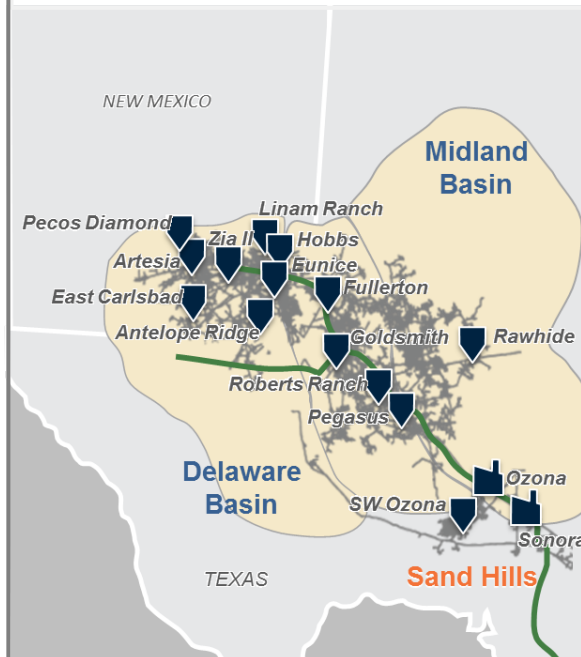 NEW MEXICO
Midland
Basin
Linam Ranch
Pecos Diamond
Zia II
Hobbs
Artesia
Eunice
East Carlsbad
Fullerton
Antelope Ridge
Goldsmith
Rawhide
Roberts Ranch
Pegasus
Delaware
Basin
Ozona
SW Ozona
Sonora
Sand Hills
TEXAS